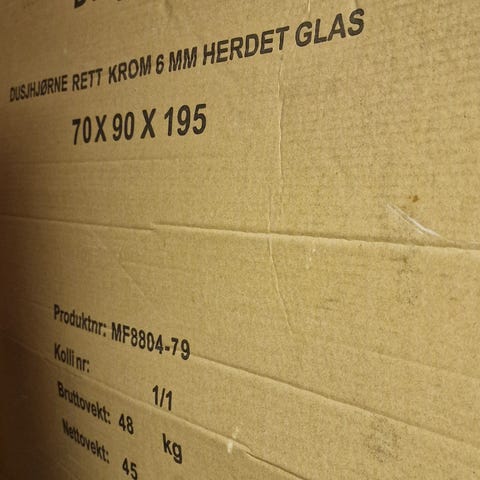 DUSJHJØRNE RETT KROM 6 MM HERDET GLAS
70 X 90 X 195
Produktnr: MF8804-79
Kolli nr: 1/1
Bruttovekt: 48 kg
Nettovekt: 45